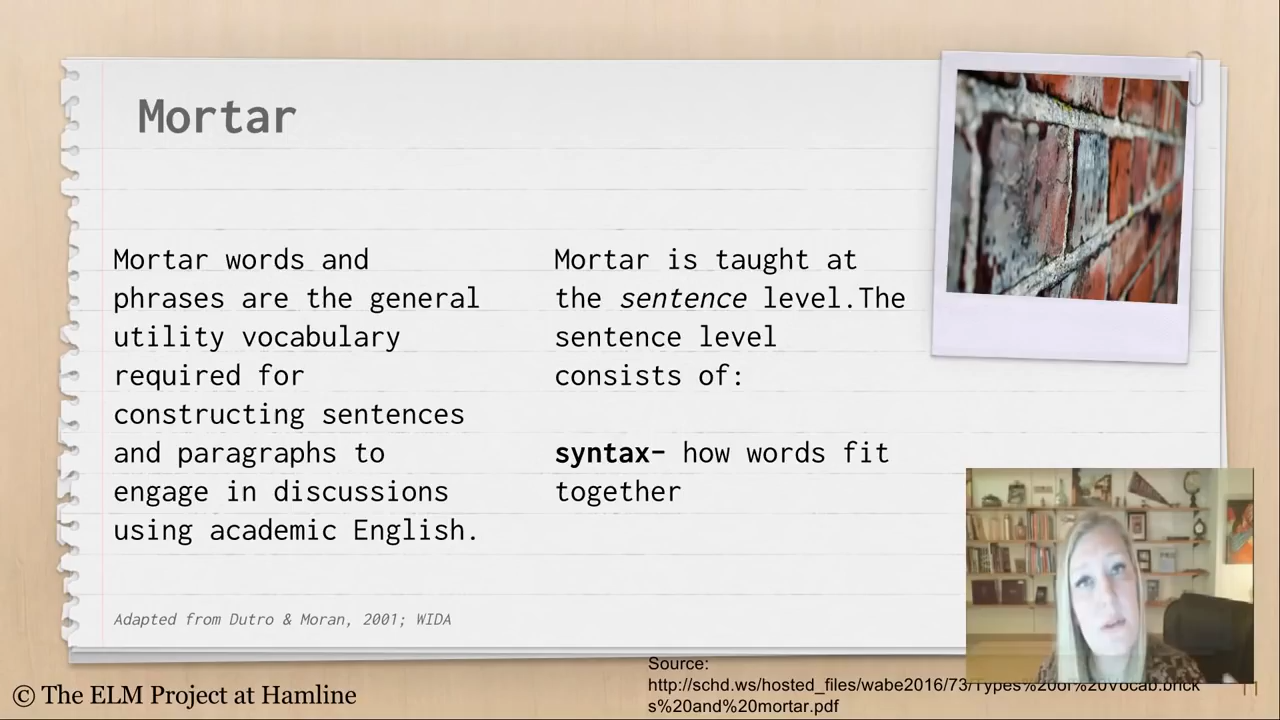 Mortar
Mortar words and
phrases are the general
utility vocabulary
required for
constructing sentences
and paragraphs to
engage in discussions
using academic English.
Mortar is taught at
the sentence level.The
sentence level
consists of:
syntax- how words fit
together
Adapted from Dutro & Moran, 2001; WIDA
© The ELM Project at Hamline
Source:
http://schd.ws/hosted_files/wabe2016/73/Types%20of%20Vocab.brick
s%20and%20mortar.pdf
11